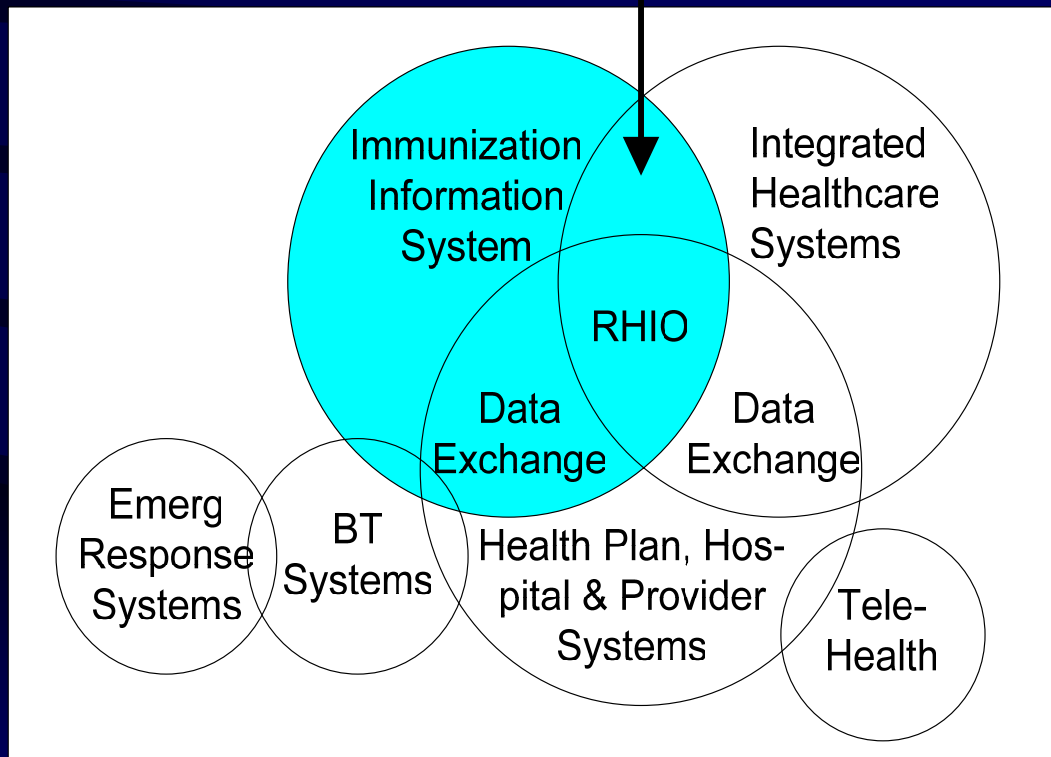 Immunization
Information
System
Integrated
Healthcare
Systems
RHIO
Data
Exchange
Data
Exchange
Emerg
Response
Systems
BT
Systems
Health Plan, Hos-
pital & Provider
Systems
Tele-
Health